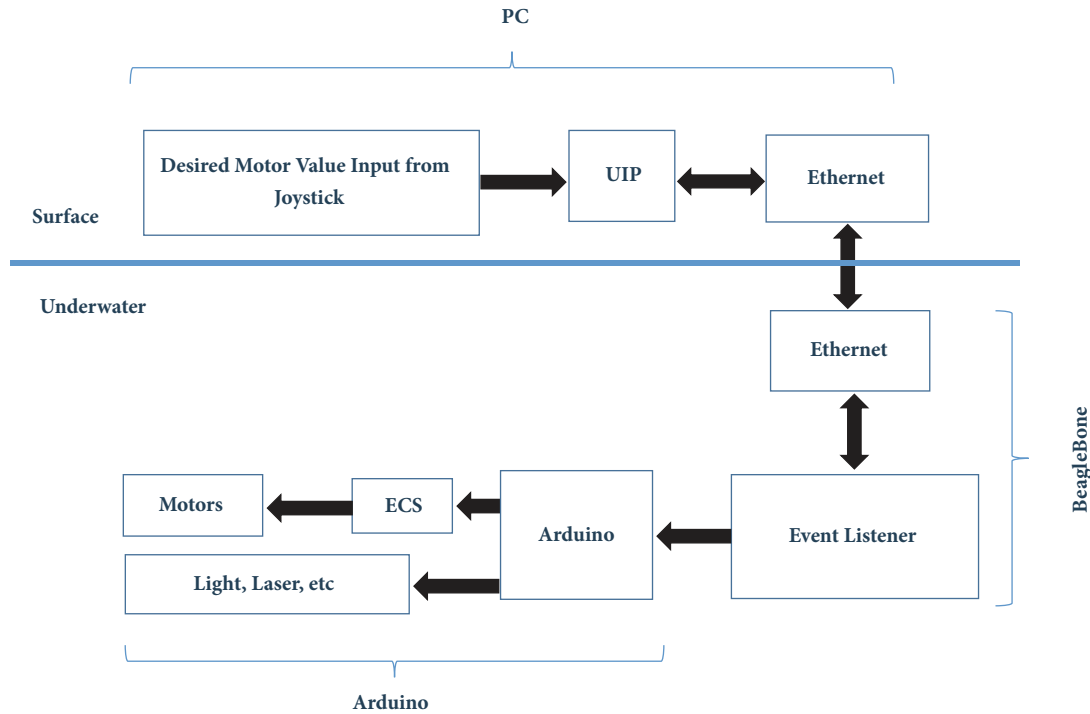 PC
Desired Motor Value Input from
Joystick
UIP
Ethernet
Surface
Underwater
Ethernet
BeagleBone
Motors
ECS
Arduino
Event Listener
Light, Laser, etc
Arduino